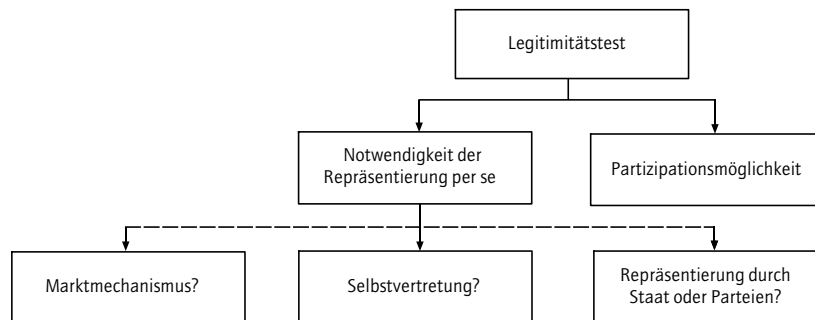 Legitimitätstest
Notwendigkeit der
Repräsentierung per se
Partizipationsmöglichkeit
Marktmechanismus?
Selbstvertretung?
Repräsentierung durch
Staat oder Parteien?